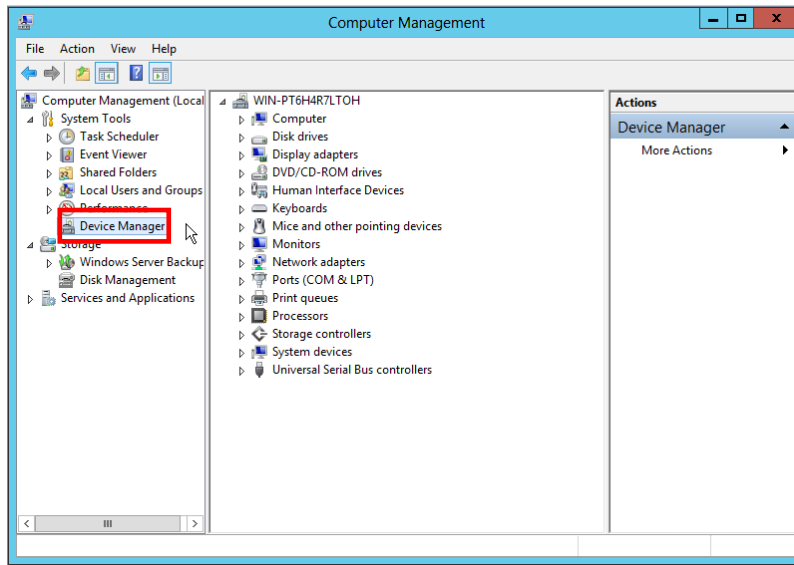 Computer Management
File Action View Help
Computer Management (Local
System Tools
Task Scheduler
Event Viewer
Shared Folders
Local Users and Groups
Performance
Device Manager
Storage
Windows Server Backup
Disk Management
Services and Applications
WIN-PT6H4R7LTOH
Computer
Disk drives
Display adapters
DVD/CD-ROM drives
Human Interface Devices
Keyboards
Mice and other pointing devices
Monitors
Network adapters
Ports (COM & LPT)
Print queues
Processors
Storage controllers
System devices
Universal Serial Bus controllers
Actions
Device Manager
More Actions